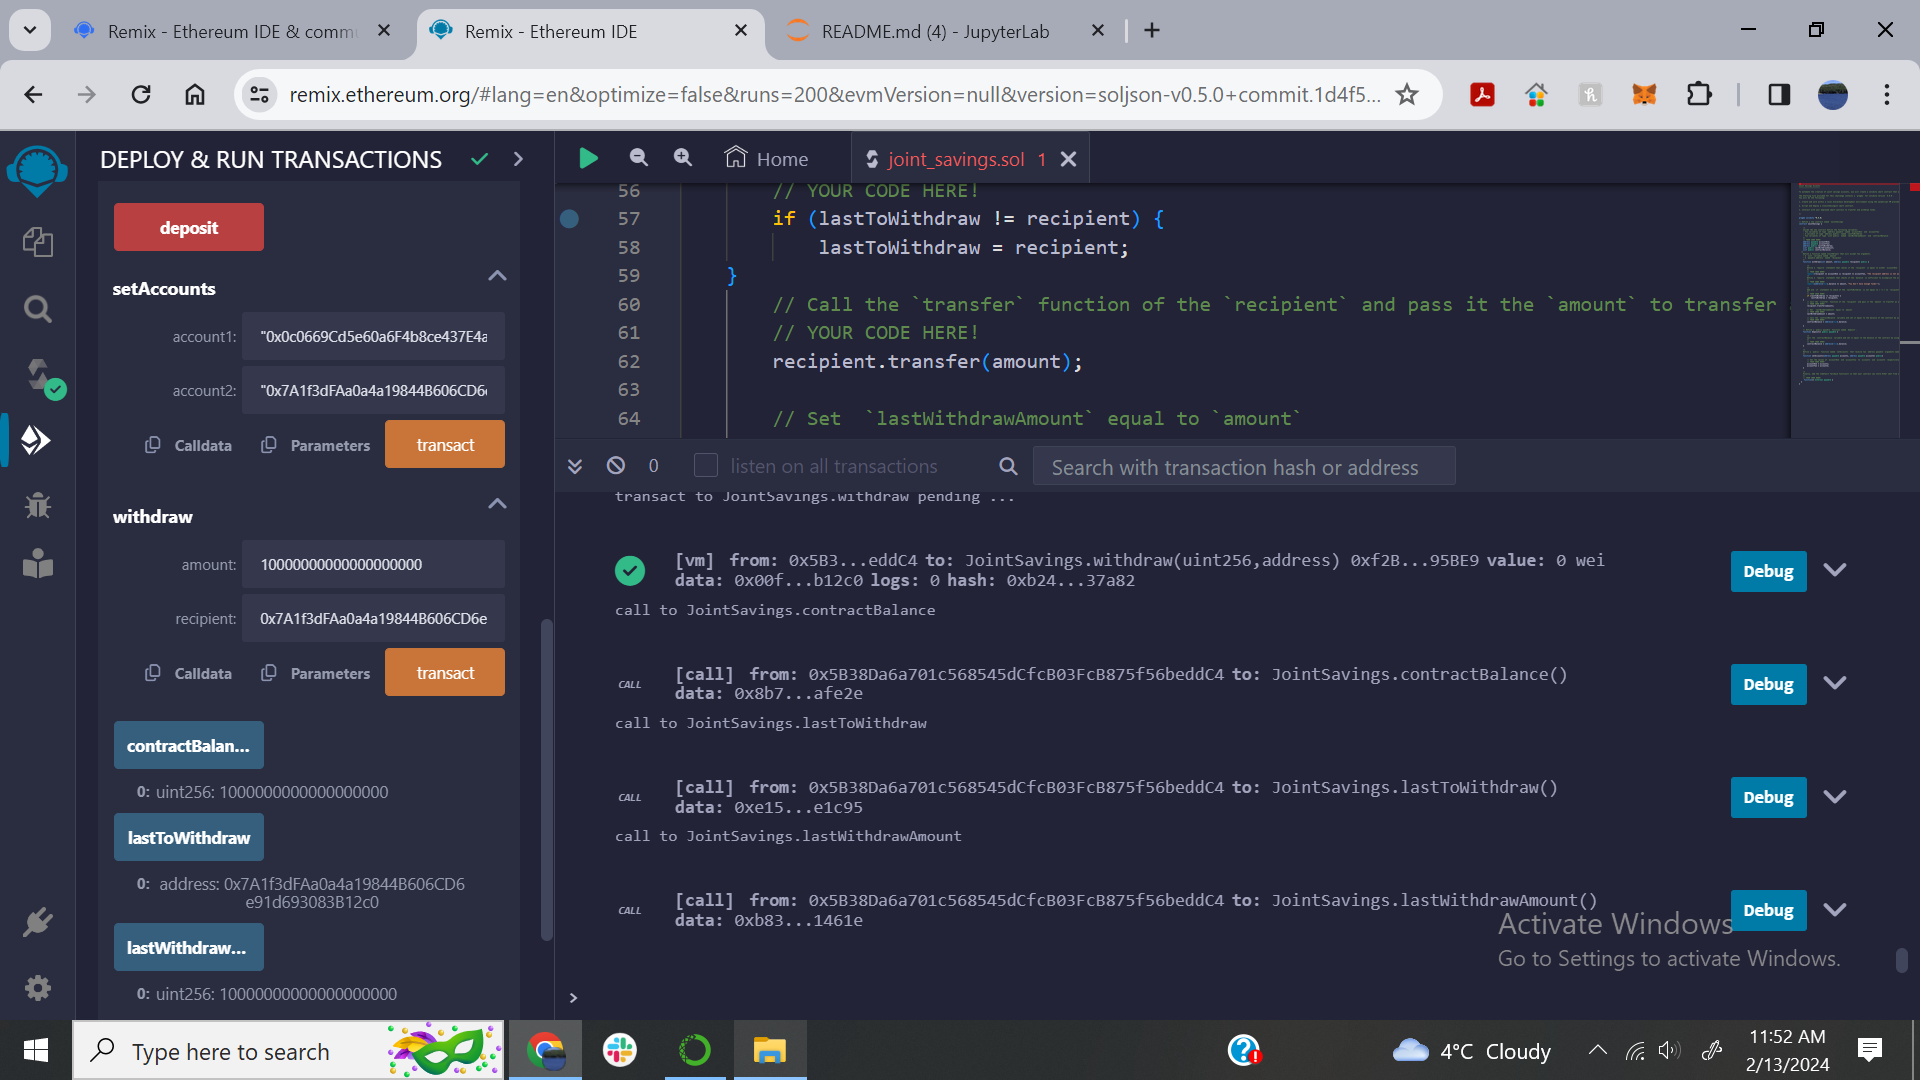 Remix - Ethereum IDE & comm
Remix - Ethereum IDE
README.md (4) - JupyterLab
remix.ethereum.org/#lang=en&optimize=false&runs=200&evmVersion=null&version=soljson-v0.5.0+commit.1d4f5...
DEPLOY & RUN TRANSACTIONS
deposit
setAccounts
account1: "0x0c0669Cd5e60a6F4b8ce437E4a
account2: "0x7A1f3dFAa0a4a19844B606CD6
Calldata Parameters transact
withdraw
amount: 10000000000000000000
recipient: 0x7A1f3dFAa0a4a19844B606CD6e
Calldata Parameters transact
contractBalan...
0: uint256: 1000000000000000000
lastToWithdraw
0: address: 0x7A1f3dFAa0a4a19844B606CD6
e91d693083B12c0
lastWithdraw...
0: uint256: 10000000000000000000
Home
joint_savings.sol 1
56 // YOUR CODE HERE!
57 if (lastToWithdraw != recipient) {
58 lastToWithdraw = recipient;
59 }
60 // Call the `transfer` function of the `recipient` and pass it the `amount` to transfer
61 // YOUR CODE HERE!
62 recipient.transfer(amount);
63
64 // Set  `lastWithdrawAmount` equal to `amount`
0 listen on all transactions Search with transaction hash or address
transact to JointSavings.withdraw pending ...
[vm] from: 0x5B3...eddC4 to: JointSavings.withdraw(uint256,address) 0xf2B...95BE9 value: 0 wei
data: 0x00f...b12c0 logs: 0 hash: 0xb24...37a82
Debug
call to JointSavings.contractBalance
CALL [call] from: 0x5B38Da6a701c568545dCfcB03FcB875f56beddC4 to: JointSavings.contractBalance()
data: 0x8b7...afe2e
Debug
call to JointSavings.lastToWithdraw
CALL [call] from: 0x5B38Da6a701c568545dCfcB03FcB875f56beddC4 to: JointSavings.lastToWithdraw()
data: 0xe15...e1c95
Debug
call to JointSavings.lastWithdrawAmount
CALL [call] from: 0x5B38Da6a701c568545dCfcB03FcB875f56beddC4 to: JointSavings.lastWithdrawAmount()
data: 0xb83...1461e
Debug
Activate Windows
Go to Settings to activate Windows.
>
Type here to search
4°C Cloudy
11:52 AM
2/13/2024